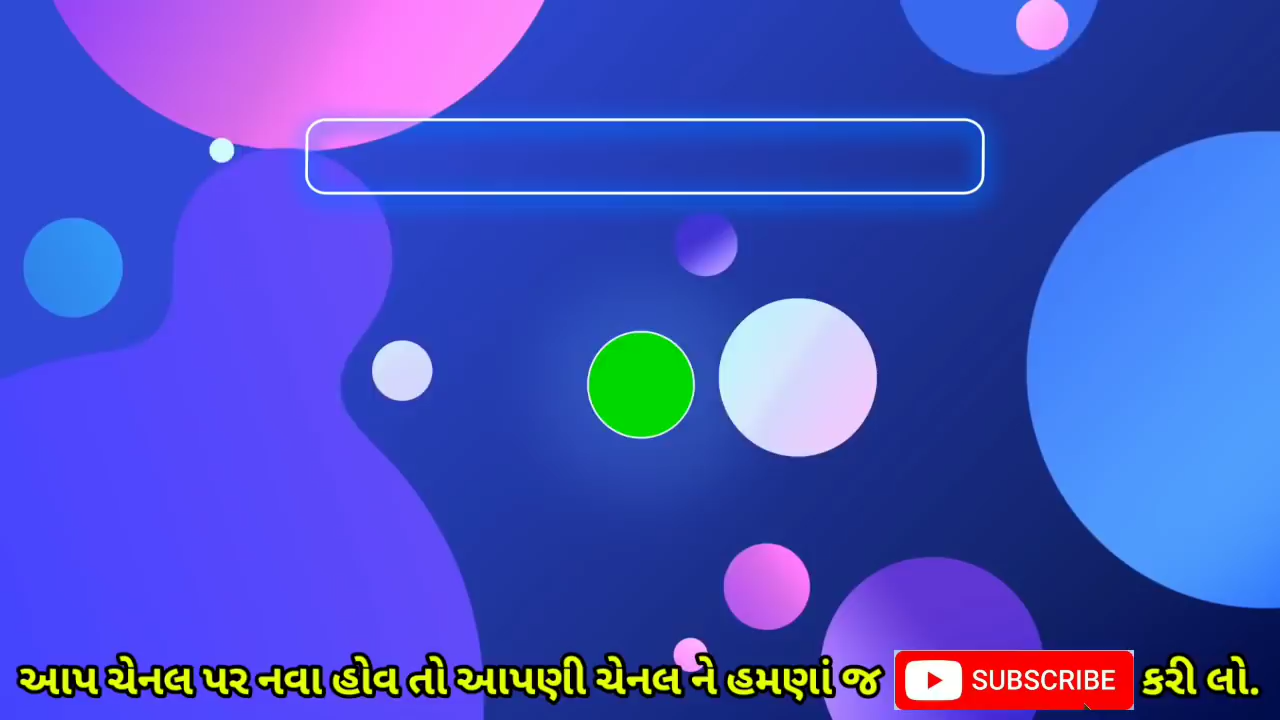 આપ ચેનલ પર નવા હોવ તો આપણી ચેનલ ને હમણાં જ SUBSCRIBE કરી લો.